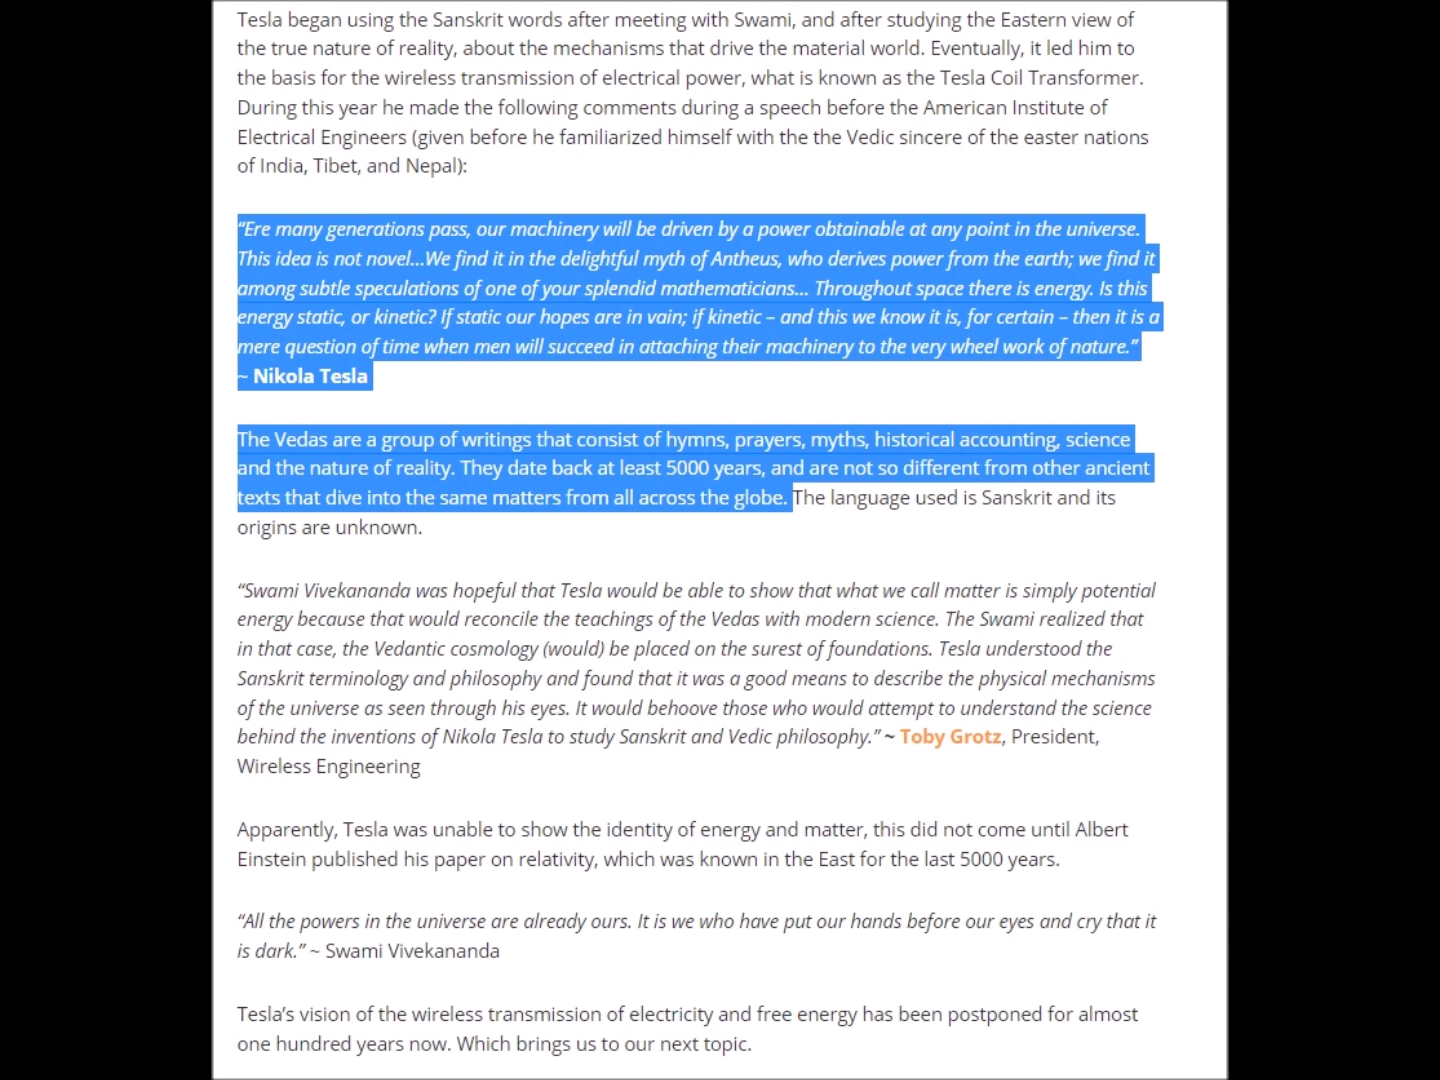 Tesla began using the Sanskrit words after meeting with Swami, and after studying the Eastern view of
the true nature of reality, about the mechanisms that drive the material world. Eventually, it led him to
the basis for the wireless transmission of electrical power, what is known as the Tesla Coil Transformer.
During this year he made the following comments during a speech before the American Institute of
Electrical Engineers (given before he familiarized himself with the the Vedic sincere of the easter nations
of India, Tibet, and Nepal):
“Ere many generations pass, our machinery will be driven by a power obtainable at any point in the universe.
This idea is not novel…We find it in the delightful myth of Antheus, who derives power from the earth; we find it
among subtle speculations of one of your splendid mathematicians… Throughout space there is energy. Is this
energy static, or kinetic? If static our hopes are in vain; if kinetic – and this we know it is, for certain – then it is a
mere question of time when men will succeed in attaching their machinery to the very wheel work of nature.”
~ Nikola Tesla
The Vedas are a group of writings that consist of hymns, prayers, myths, historical accounting, science
and the nature of reality. They date back at least 5000 years, and are not so different from other ancient
texts that dive into the same matters from all across the globe. The language used is Sanskrit and its
origins are unknown.
“Swami Vivekananda was hopeful that Tesla would be able to show that what we call matter is simply potential
energy because that would reconcile the teachings of the Vedas with modern science. The Swami realized that
in that case, the Vedantic cosmology (would) be placed on the surest of foundations. Tesla understood the
Sanskrit terminology and philosophy and found that it was a good means to describe the physical mechanisms
of the universe as seen through his eyes. It would behoove those who would attempt to understand the science
behind the inventions of Nikola Tesla to study Sanskrit and Vedic philosophy.” ~ Toby Grotz, President,
Wireless Engineering
Apparently, Tesla was unable to show the identity of energy and matter, this did not come until Albert
Einstein published his paper on relativity, which was known in the East for the last 5000 years.
“All the powers in the universe are already ours. It is we who have put our hands before our eyes and cry that it
is dark.” ~ Swami Vivekananda
Tesla’s vision of the wireless transmission of electricity and free energy has been postponed for almost
one hundred years now. Which brings us to our next topic.